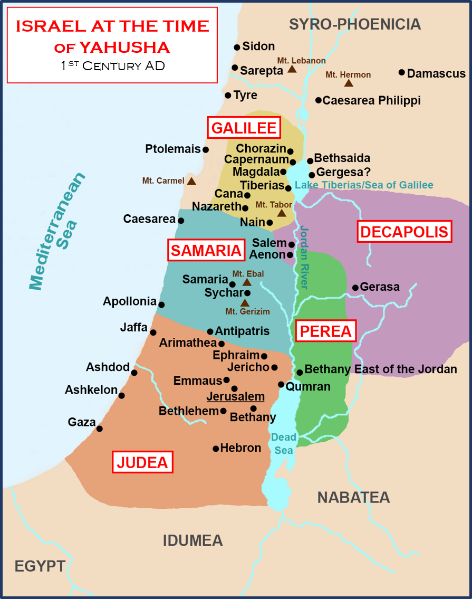 ISRAEL AT THE TIME
OF YAHUSHA
1ST CENTURY AD
SYRO-PHOENICIA
Sidon
Mt. Lebanon
Sarepta
Mt. Hermon
Damascus
Tyre
Caesarea Philippi
GALILEE
Ptolemais
Chorazin
Capernaum
Bethsaida
Magdala
Gergesa?
Mt. Carmel
Tiberias
Lake Tiberias/Sea of Galilee
Cana
Nazareth
Mt. Tabor
Mediterranean
Sea
Caesarea
Nain
Jordan River
DECAPOLIS
SAMARIA
Salem
Aenon
Mt. Ebal
Samaria
Sychar
Gerasa
Apollonia
Mt. Gerizim
Jaffa
Antipatris
PEREA
Arimathea
Ephraim
Jericho
Bethany East of the Jordan
Ashdod
Emmaus
Qumran
Ashkelon
Jerusalem
Bethlehem
Bethany
Gaza
Dead
Sea
Hebron
JUDEA
NABATEA
IDUMEA
EGYPT